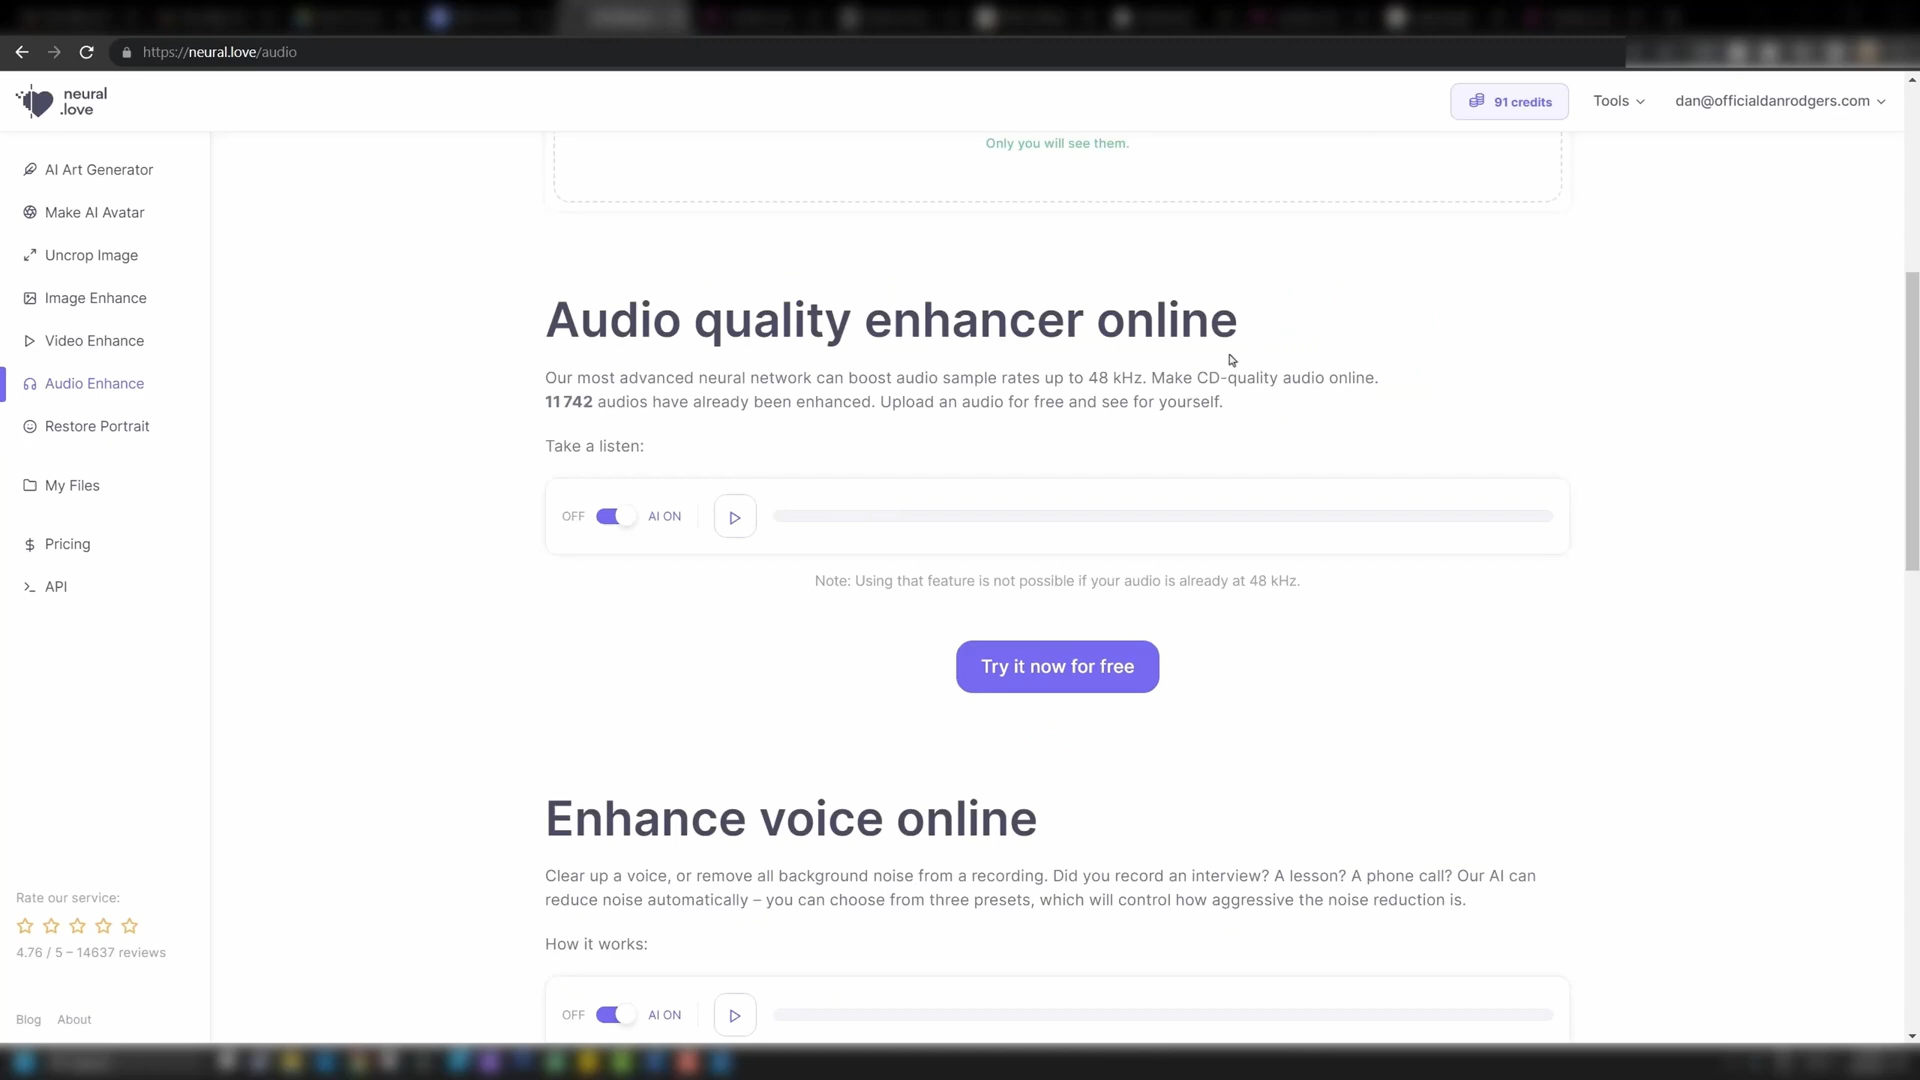 https://neural.love/audio
neural
.love
91 credits
Tools
dan@officialdanrodgers.com
AI Art Generator
Make AI Avatar
Uncrop Image
Image Enhance
Video Enhance
Audio Enhance
Restore Portrait
My Files
Pricing
API
Rate our service:
4.76 / 5 – 14637 reviews
Blog About
Only you will see them.
Audio quality enhancer online
Our most advanced neural network can boost audio sample rates up to 48 kHz. Make CD-quality audio online.
11 742 audios have already been enhanced. Upload an audio for free and see for yourself.
Take a listen:
OFF AI ON
Note: Using that feature is not possible if your audio is already at 48 kHz.
Try it now for free
Enhance voice online
Clear up a voice, or remove all background noise from a recording. Did you record an interview? A lesson? A phone call? Our AI can
reduce noise automatically – you can choose from three presets, which will control how aggressive the noise reduction is.
How it works:
OFF AI ON